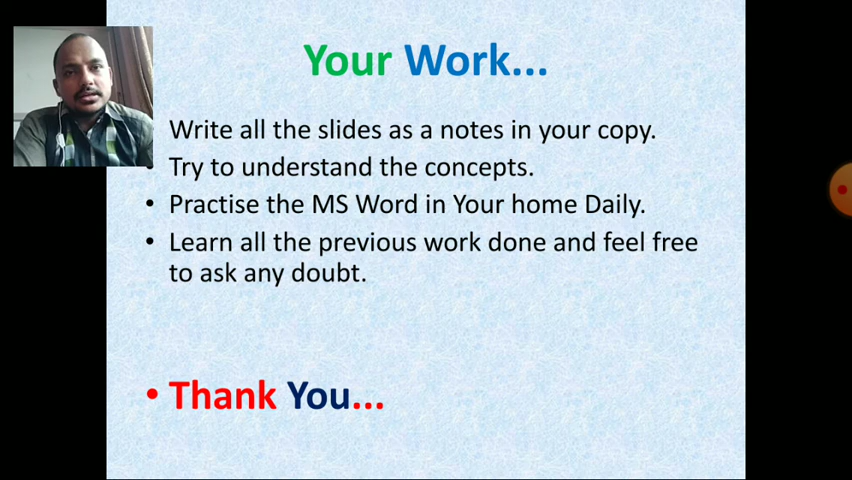 Your Work...
Write all the slides as a notes in your copy.
• Try to understand the concepts.
• Practise the MS Word in Your home Daily.
• Learn all the previous work done and feel free
to ask any doubt.
• Thank You...